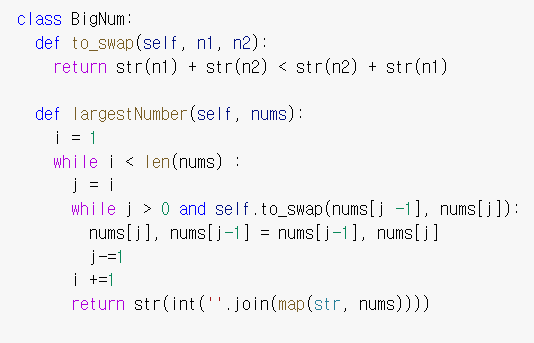 class BigNum:
  def to_swap(self, n1, n2):
    return str(n1) + str(n2) < str(n2) + str(n1)

  def largestNumber(self, nums):
    i = 1
    while i < len(nums) :
      j = i
      while j > 0 and self.to_swap(nums[j -1], nums[j]):
        nums[j], nums[j-1] = nums[j-1], nums[j]
        j-=1
      i +=1
      return str(int(''.join(map(str, nums))))